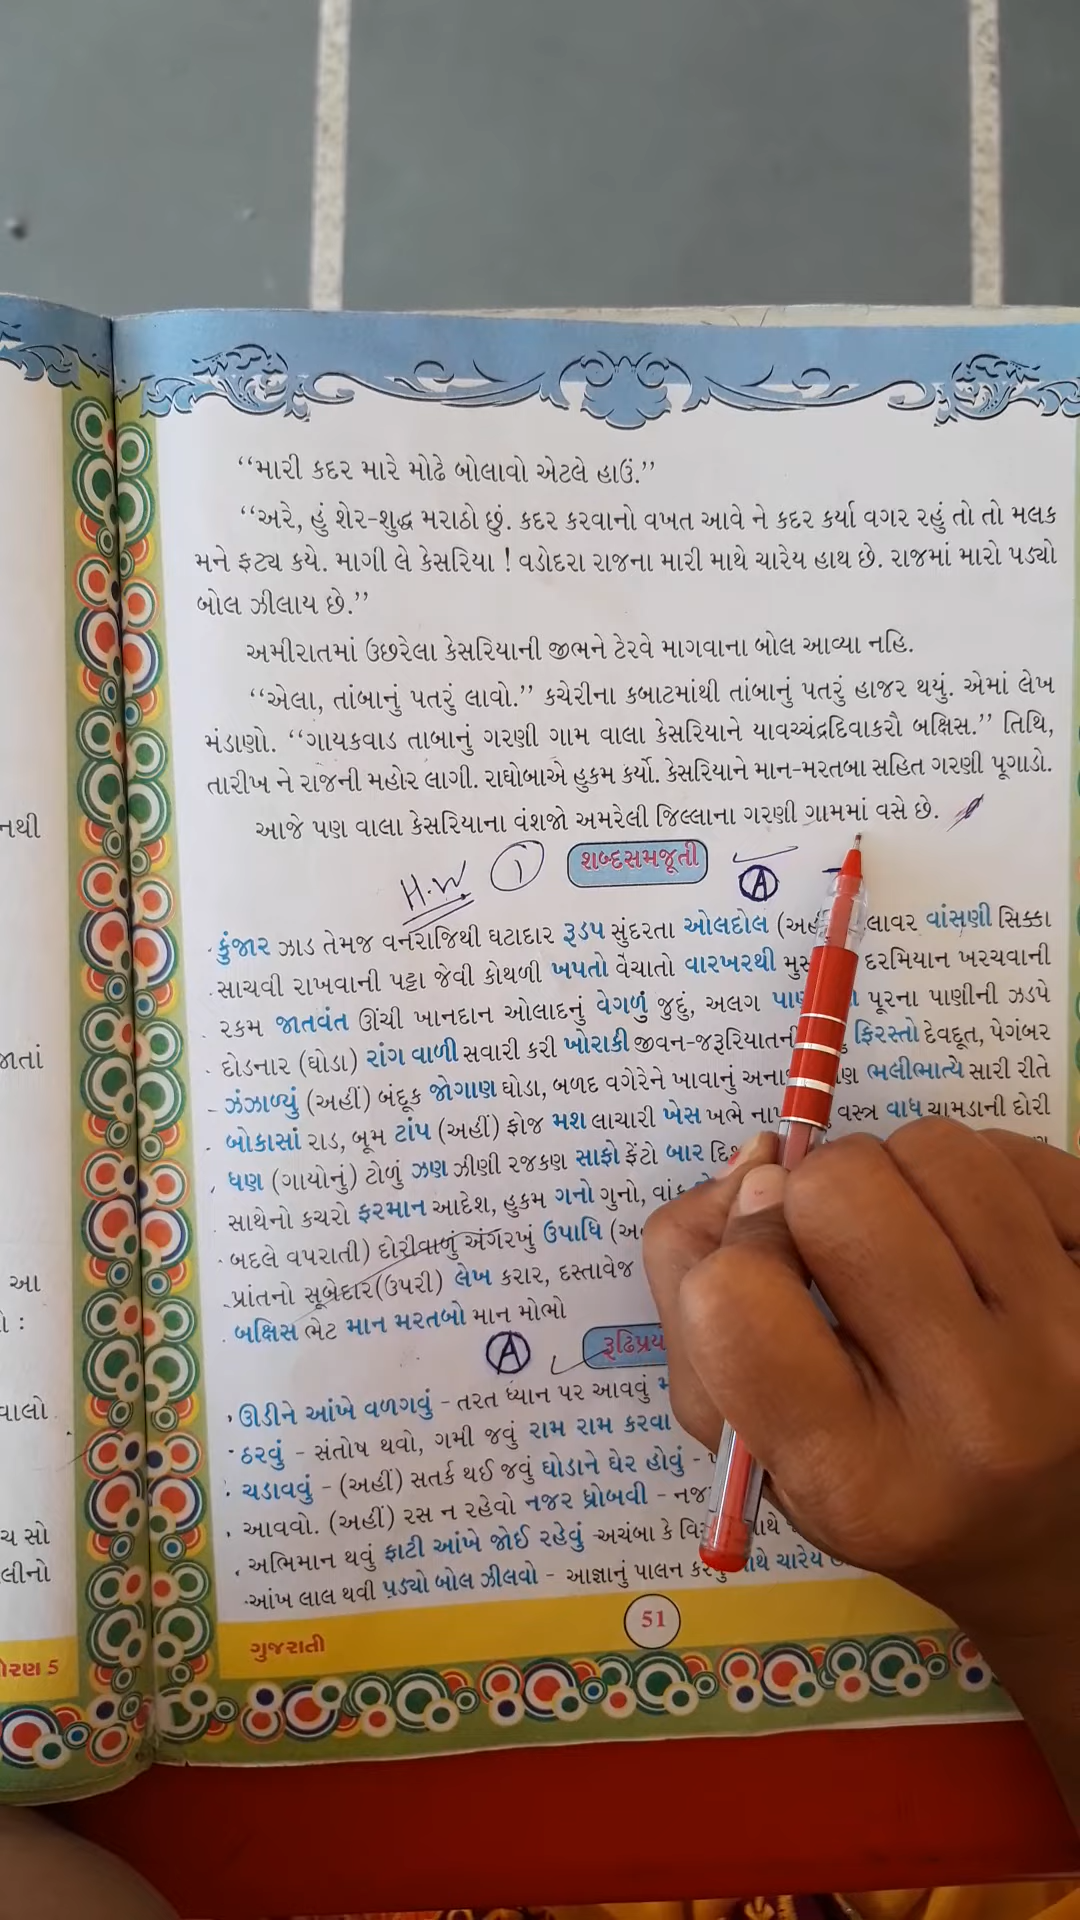 “મારી કદર મારે મોઢે બોલાવો એટલે હાઉં.”
“અરે, હું શેર-શુદ્ધ મરાઠો છું. કદર કરવાનો વખત આવે ને કદર કર્યા વગર રહું તો તો મલક
મને ફટ્ય કયે. માગી લે કેસરિયા ! વડોદરા રાજના મારી માથે ચારેય હાથ છે. રાજમાં મારો પડ્યો
બોલ ઝીલાય છે.”
અમીરાતમાં ઉછરેલા કેસરિયાની જીભને ટેરવે માગવાના બોલ આવ્યા નહિ.
“એલા, તાંબાનું પતરું લાવો.” કચેરીના કબાટમાંથી તાંબાનું પતરું હાજર થયું. એમાં લેખ
મંડાણો. “ગાયકવાડ તાબાનું ગરણી ગામ વાલા કેસરિયાને યાવચ્ચંદ્રદિવાકરૌ બક્ષિસ.” તિથિ,
તારીખ ને રાજની મહોર લાગી. રાઘોબાએ હુકમ કર્યો. કેસરિયાને માન-મરતબા સહિત ગરણી પૂગાડો.
આજે પણ વાલા કેસરિયાના વંશજો અમરેલી જિલ્લાના ગરણી ગામમાં વસે છે.
H.W ① શબ્દસમજૂતી Ⓐ
કુંજાર ઝાડ તેમજ વનરાજિથી ઘટાદાર રૂડપ સુંદરતા ઓલદોલ લાવર વાંસણી સિક્કા
સાચવી રાખવાની પટ્ટા જેવી કોથળી ખપતો વેંચાતો વારખરથી દરમિયાન ખરચવાની
રકમ જાતવંત ઊંચી ખાનદાન ઓલાદનું વેગળું જુદું, અલગ પૂરના પાણીની ઝડપે
દોડનાર (ઘોડા) રાંગ વાળી સવારી કરી ખોરાકી ફિરસ્તો દેવદૂત, પેગંબર
ઝંઝાળ્યું (અહીં) બંદૂક જોગાણ ઘોડા, બળદ વગેરેને ખાવાનું ભલીભાત્યે સારી રીતે
બોકાસાં રાડ, બૂમ ટાંપ (અહીં) ફોજ મશ લાચારી ખેસ ખભે વસ્ત્ર વાધ ચામડાની દોરી
ધણ (ગાયોનું) ટોળું ઝણ ઝીણી રજકણ સાફો ફેંટો બાર
સાથેનો કચરો ફરમાન આદેશ, હુકમ ગનો ગુનો,
બદલે વપરાતી) દોરીવાળું અંગરખું ઉપાધિ
પ્રાંતનો સૂબેદાર(ઉપરી) લેખ કરાર, દસ્તાવેજ
બક્ષિસ ભેટ માન મરતબો માન મોભો
Ⓐ
ઊડીને આંખે વળગવું - તરત ધ્યાન પર આવવું
ઠરવું - સંતોષ થવો, ગમી જવું રામ રામ કરવા
ચડાવવું - (અહીં) સતર્ક થઈ જવું ઘોડાને ઘેર હોવું -
આવવો. (અહીં) રસ ન રહેવો નજર ધ્રોબવી -
અભિમાન થવું ફાટી આંખે જોઈ રહેવું -અચંબા કે
આંખ લાલ થવી પડ્યો બોલ ઝીલવો - આજ્ઞાનું પાલન ચારેય
ગુજરાતી
51
નથી
જાતાં
આ
વાલો
ચ સો
લીનો
ધોરણ 5